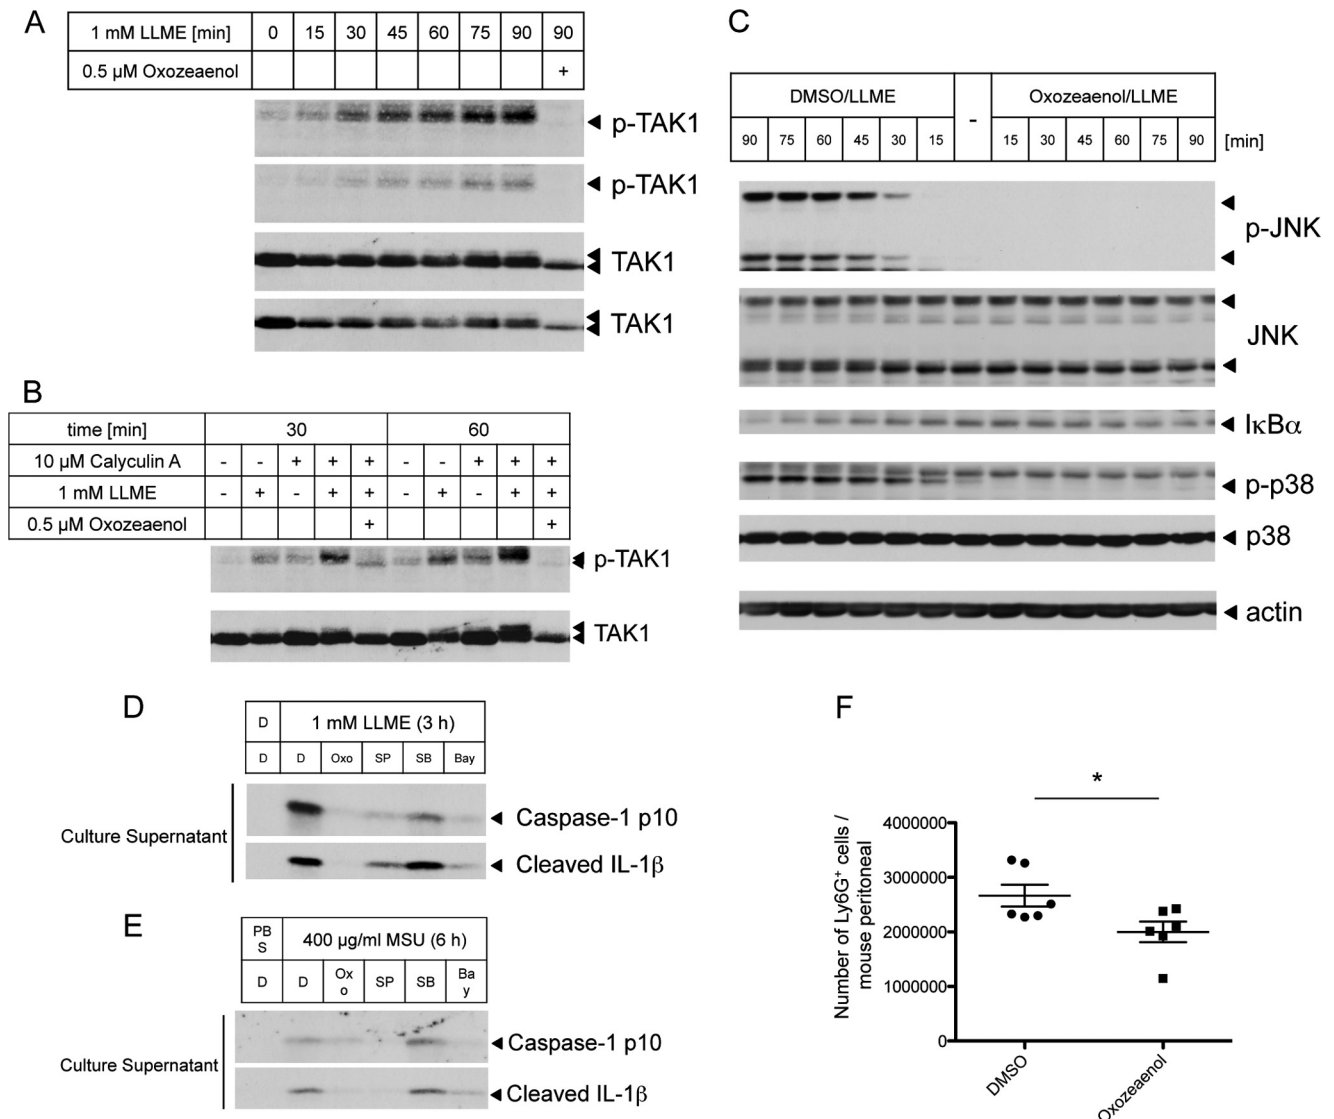 A
1 mM LLME [min] 0 15 30 45 60 75 90 90
0.5 µM Oxozeaenol +
p-TAK1
p-TAK1
TAK1
TAK1
B
time [min] 30 60
10 µM Calyculin A - - + + + - - + + +
1 mM LLME - + - + + - + - + +
0.5 µM Oxozeaenol + +
p-TAK1
TAK1
C
DMSO/LLME - Oxozeaenol/LLME
90 75 60 45 30 15 15 30 45 60 75 90 [min]
p-JNK
JNK
IκBα
p-p38
p38
actin
D
D 1 mM LLME (3 h)
D D Oxo SP SB Bay
Culture Supernatant
Caspase-1 p10
Cleaved IL-1β
E
PB
S
400 µg/ml MSU (6 h)
D D Ox
o
SP SB Ba
y
Culture Supernatant
Caspase-1 p10
Cleaved IL-1β
F
*
Number of Ly6G⁺ cells /
mouse peritoneal
4000000
3000000
2000000
1000000
0
DMSO
Oxozeaenol